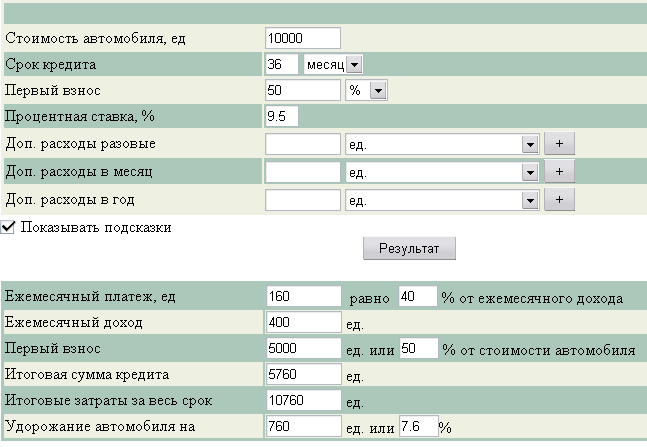 Стоимость автомобиля, ед 10000
Срок кредита 36 месяц
Первый взнос 50 %
Процентная ставка, % 9.5
Доп. расходы разовые ед. +
Доп. расходы в месяц ед. +
Доп. расходы в год ед. +
Показывать подсказки
Результат
Ежемесячный платеж, ед 160 равно 40 % от ежемесячного дохода
Ежемесячный доход 400 ед.
Первый взнос 5000 ед. или 50 % от стоимости автомобиля
Итоговая сумма кредита 5760 ед.
Итоговые затраты за весь срок 10760 ед.
Удорожание автомобиля на 760 ед. или 7.6 %